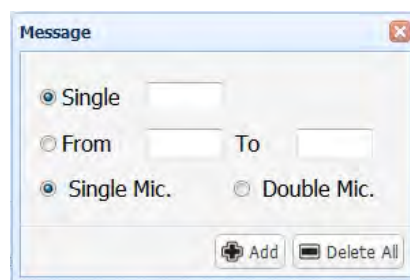 Message
Single
From To
Single Mic. Double Mic.
Add Delete All